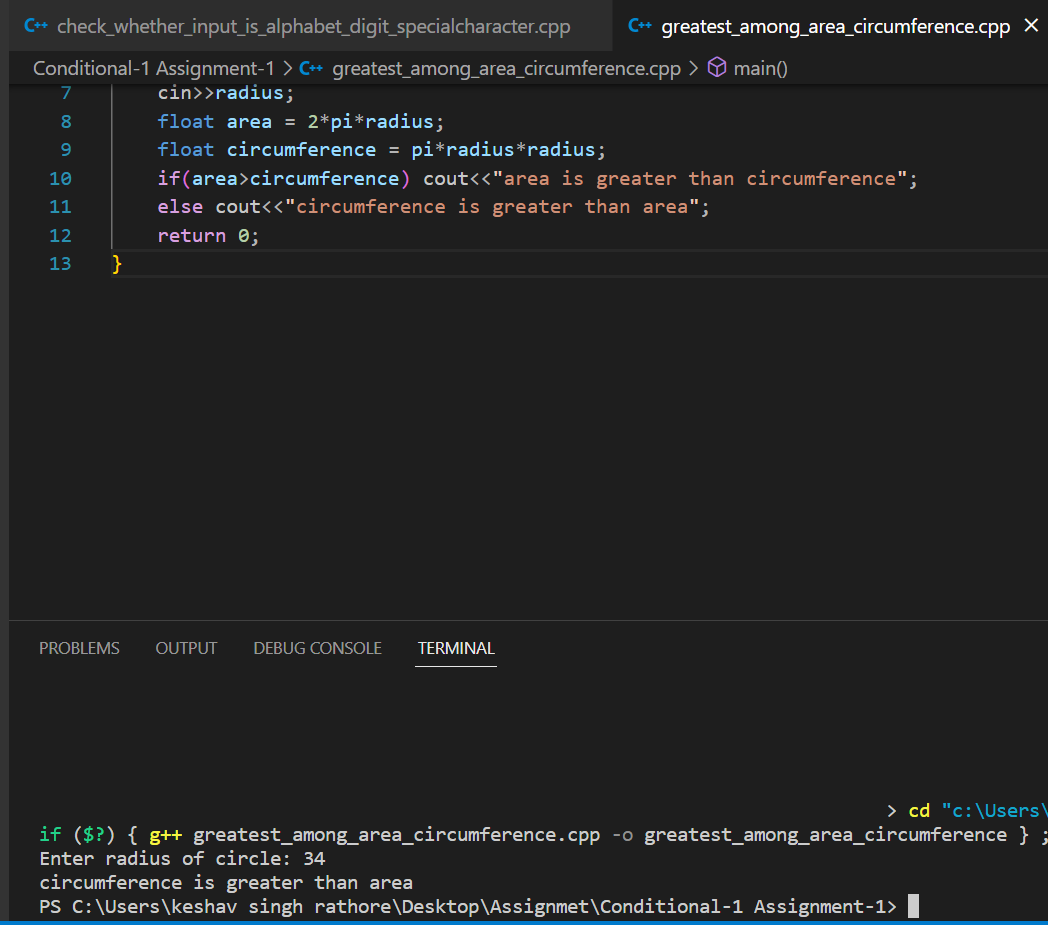 C++ check_whether_input_is_alphabet_digit_specialcharacter.cpp C++ greatest_among_area_circumference.cpp
Conditional-1 Assignment-1 > C++ greatest_among_area_circumference.cpp > main()
7 cin>>radius;
8 float area = 2*pi*radius;
9 float circumference = pi*radius*radius;
10 if(area>circumference) cout<<"area is greater than circumference";
11 else cout<<"circumference is greater than area";
12 return 0;
13 }
PROBLEMS OUTPUT DEBUG CONSOLE TERMINAL
> cd "c:\Users\
if ($?) { g++ greatest_among_area_circumference.cpp -o greatest_among_area_circumference } ;
Enter radius of circle: 34
circumference is greater than area
PS C:\Users\keshav singh rathore\Desktop\Assignmet\Conditional-1 Assignment-1>